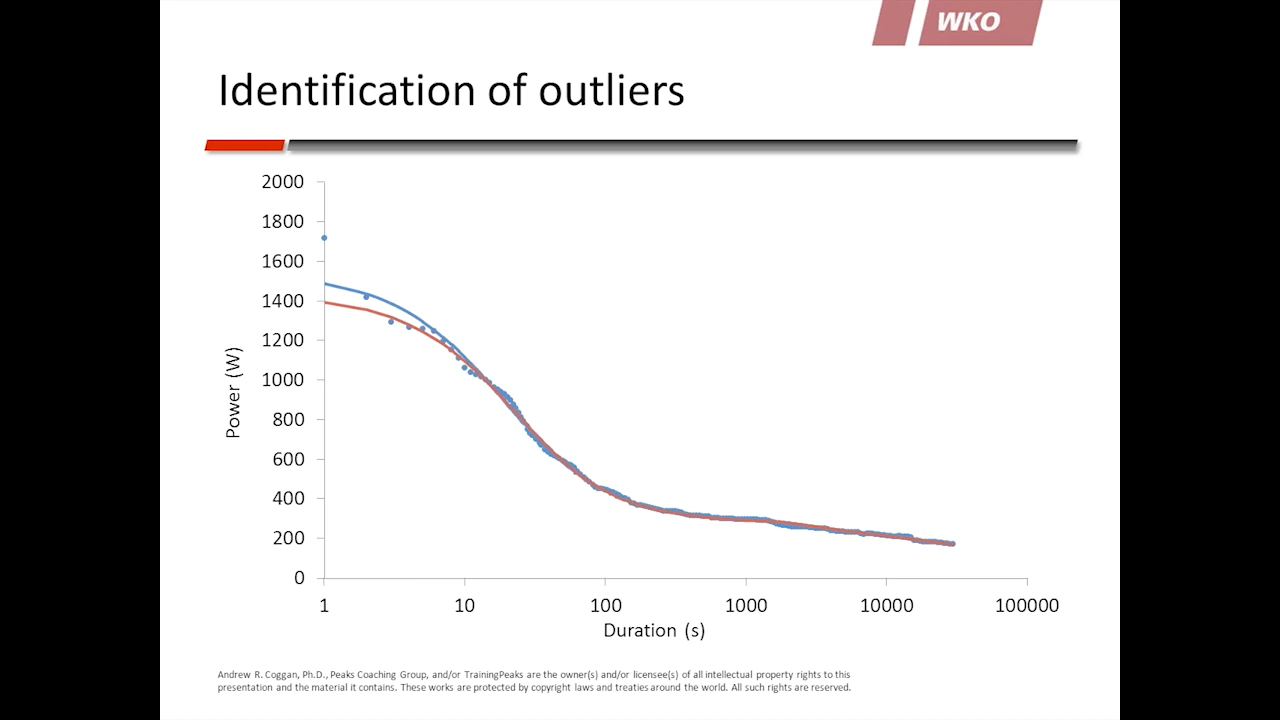 WKO
Identification of outliers
2000
1800
1600
1400
1200
1000
800
600
400
200
0
Power (W)
1
10
100
1000
10000
100000
Duration (s)
Andrew R. Coggan, Ph.D., Peaks Coaching Group, and/or TrainingPeaks are the owner(s) and/or licensee(s) of all intellectual property rights to this
presentation and the material it contains. These works are protected by copyright laws and treaties around the world. All such rights are reserved.